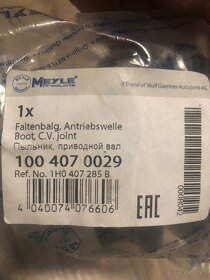 MEYLE
PRODUCTS
A brand of Wulf Gaertner Autoparts AG
1x
Faltenbalg, Antriebswelle
Boot, C.V. joint
Пыльник, приводной вал
100 407 0029
Ref. No. 1H0 407 285 B
4 040074 076606
EAC